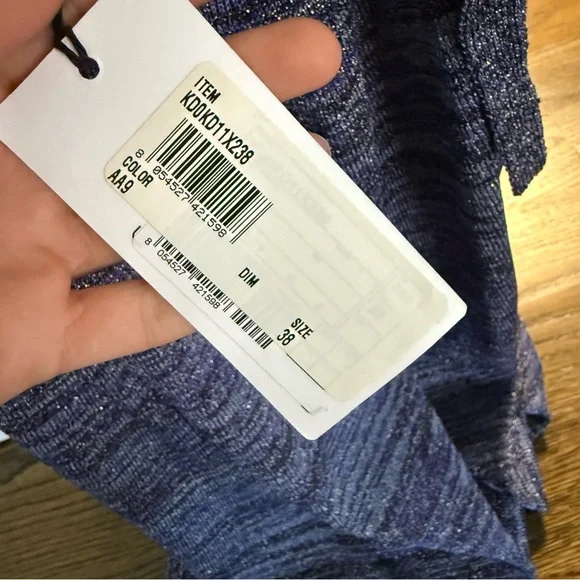 ITEM
KD0KD11X238
8 054527 421598
COLOR
AA9
8 054527 421598
DIM
SIZE
38